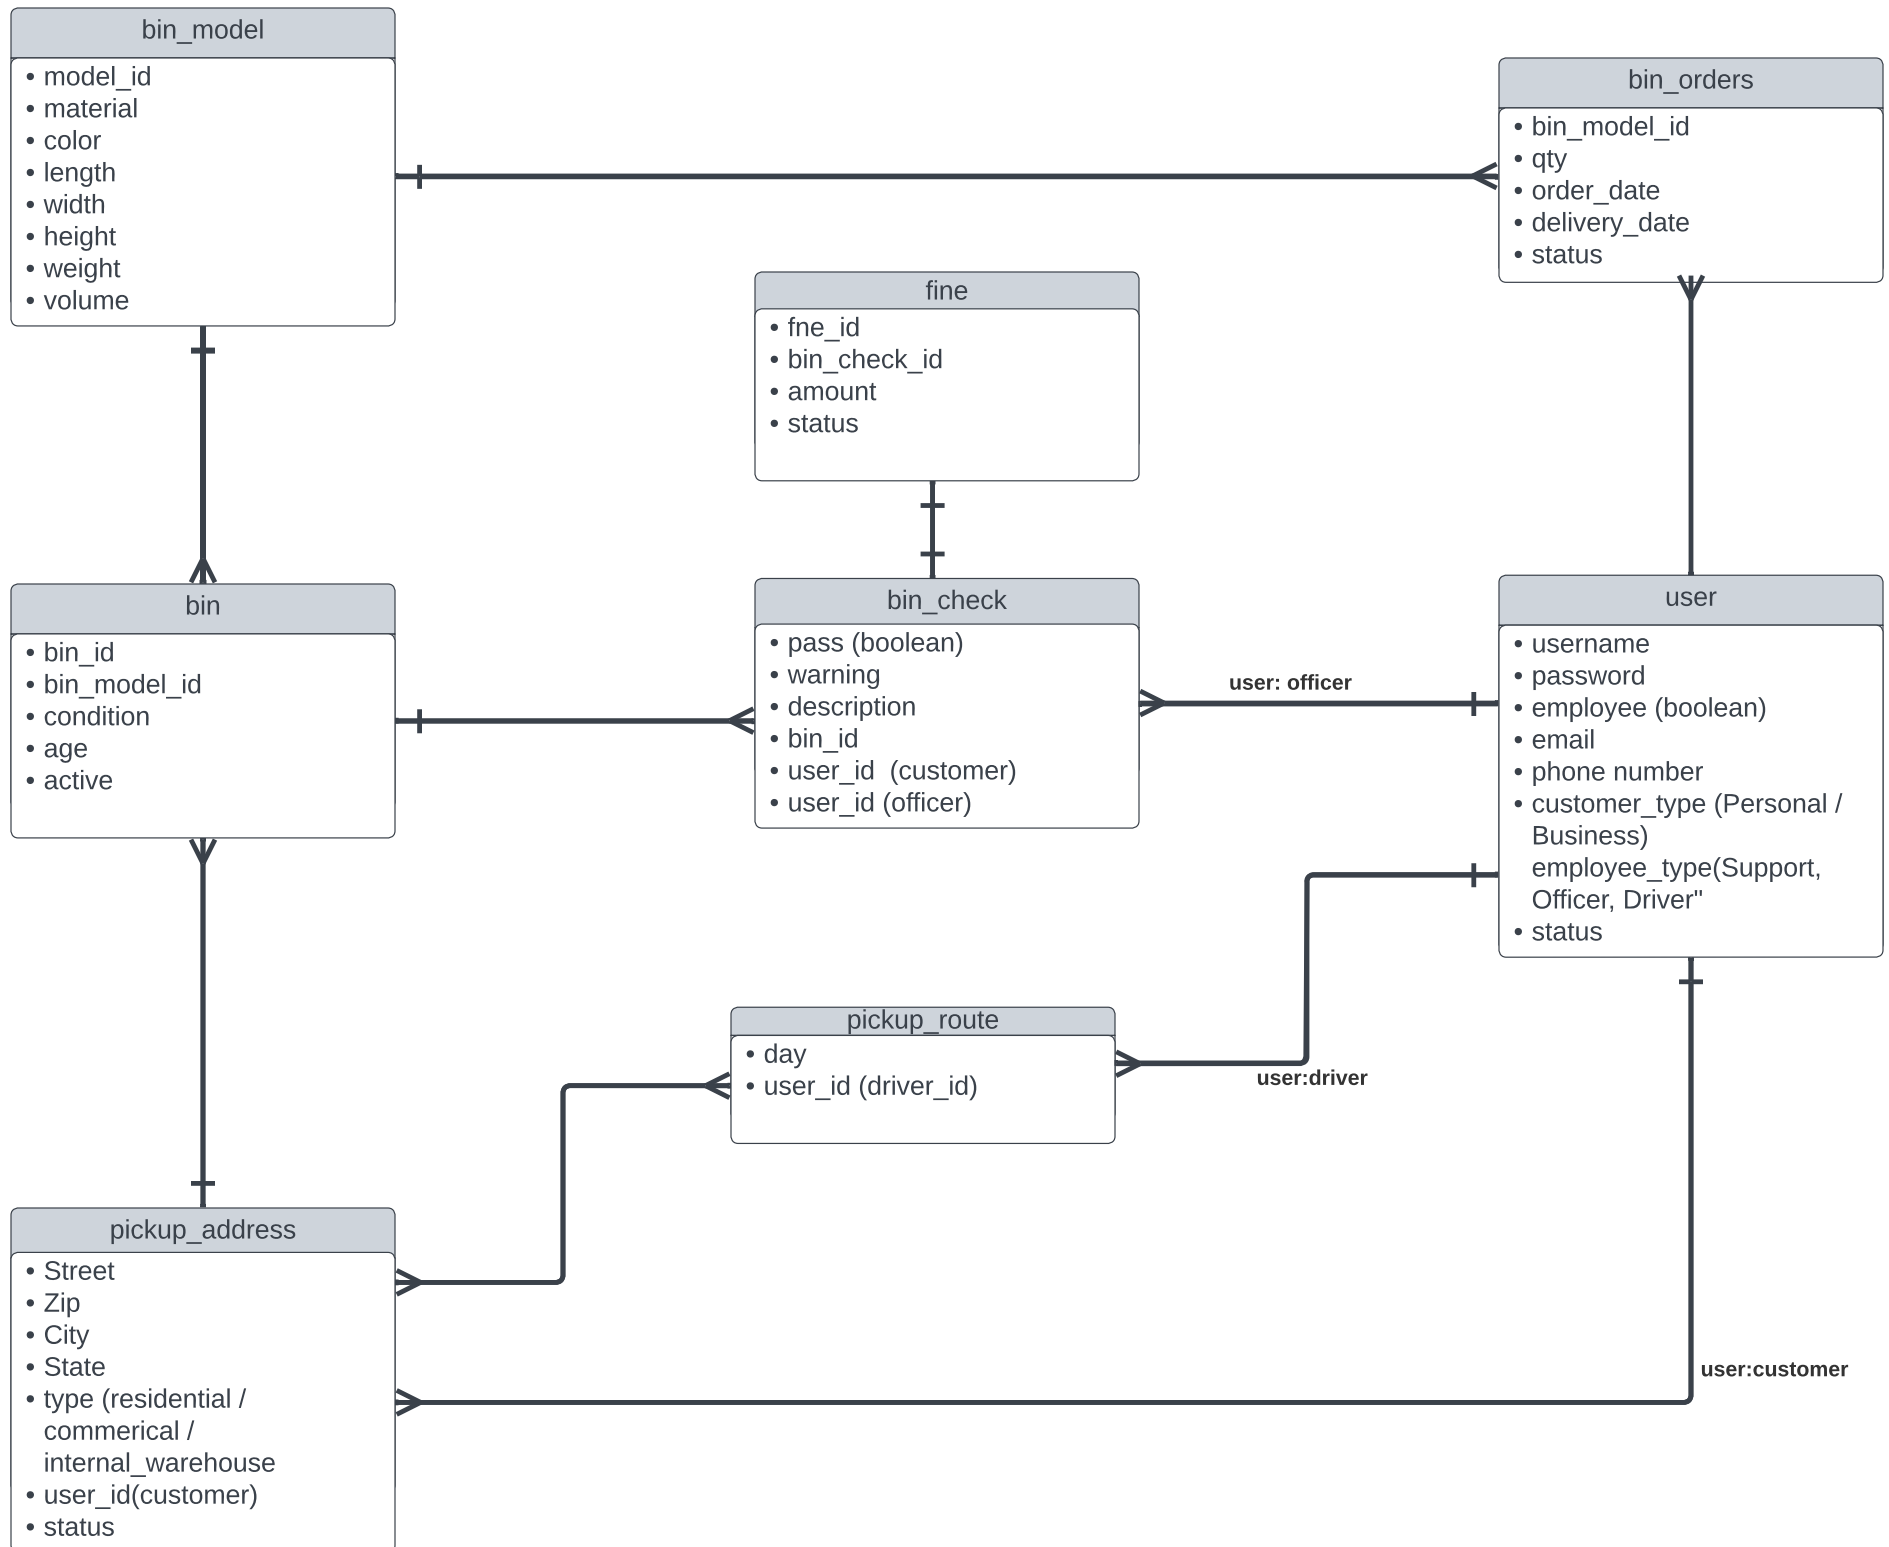 bin_model
• model_id
• material
• color
• length
• width
• height
• weight
• volume
bin_orders
• bin_model_id
• qty
• order_date
• delivery_date
• status
fine
• fne_id
• bin_check_id
• amount
• status
bin
• bin_id
• bin_model_id
• condition
• age
• active
bin_check
• pass (boolean)
• warning
• description
• bin_id
• user_id  (customer)
• user_id (officer)
user: officer
user
• username
• password
• employee (boolean)
• email
• phone number
• customer_type (Personal /
Business)
employee_type(Support,
Officer, Driver"
• status
pickup_route
• day
• user_id (driver_id)
user:driver
pickup_address
• Street
• Zip
• City
• State
• type (residential /
commerical /
internal_warehouse
• user_id(customer)
• status
user:customer